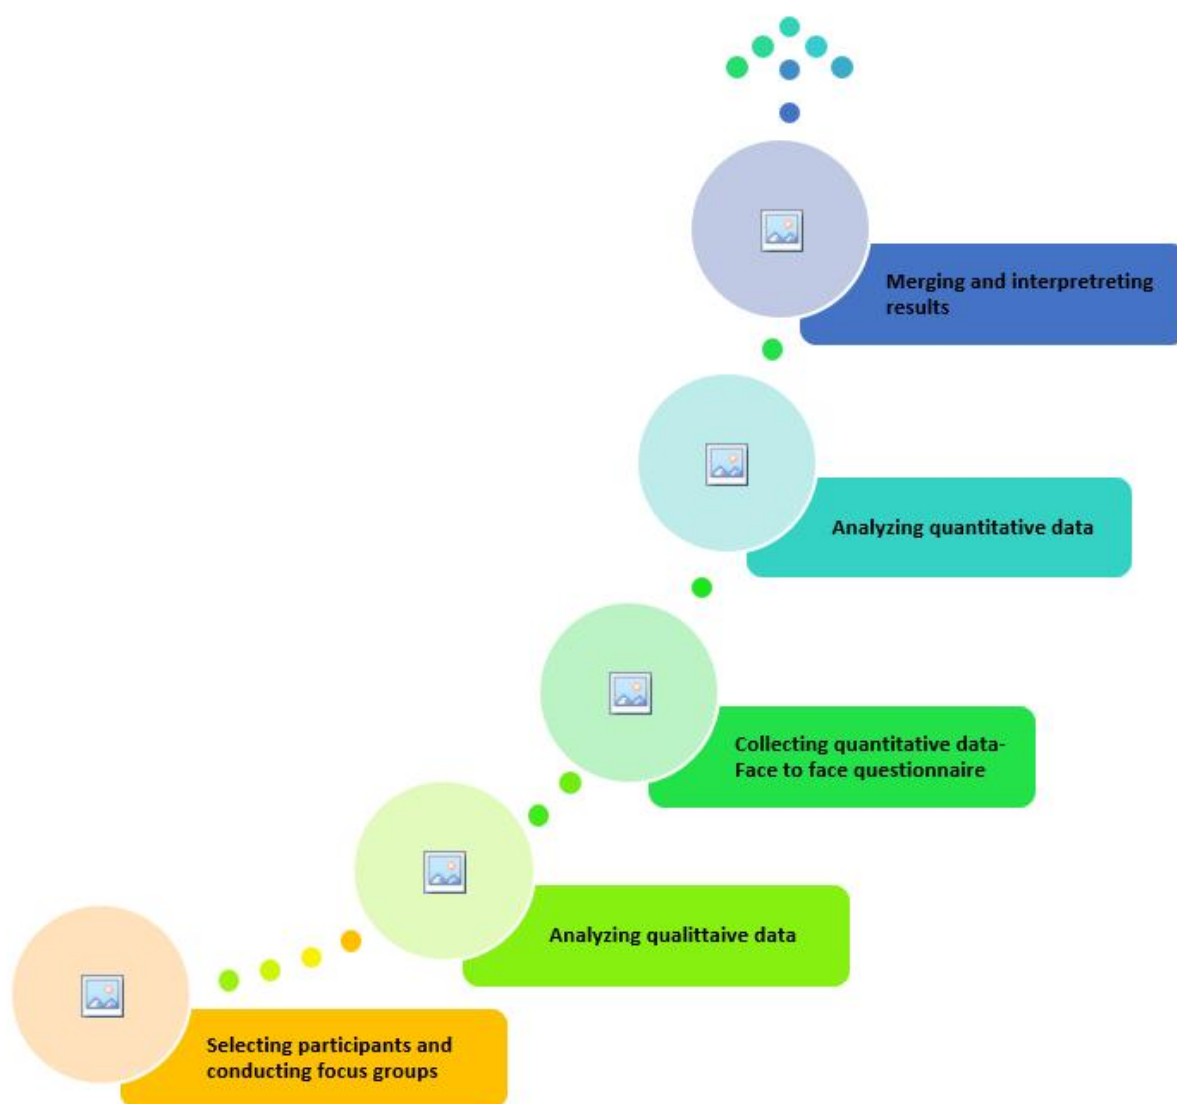 Merging and interpretreting
results
Analyzing quantitative data
Collecting quantitative data-
Face to face questionnaire
Analyzing qualittaive data
Selecting participants and
conducting focus groups